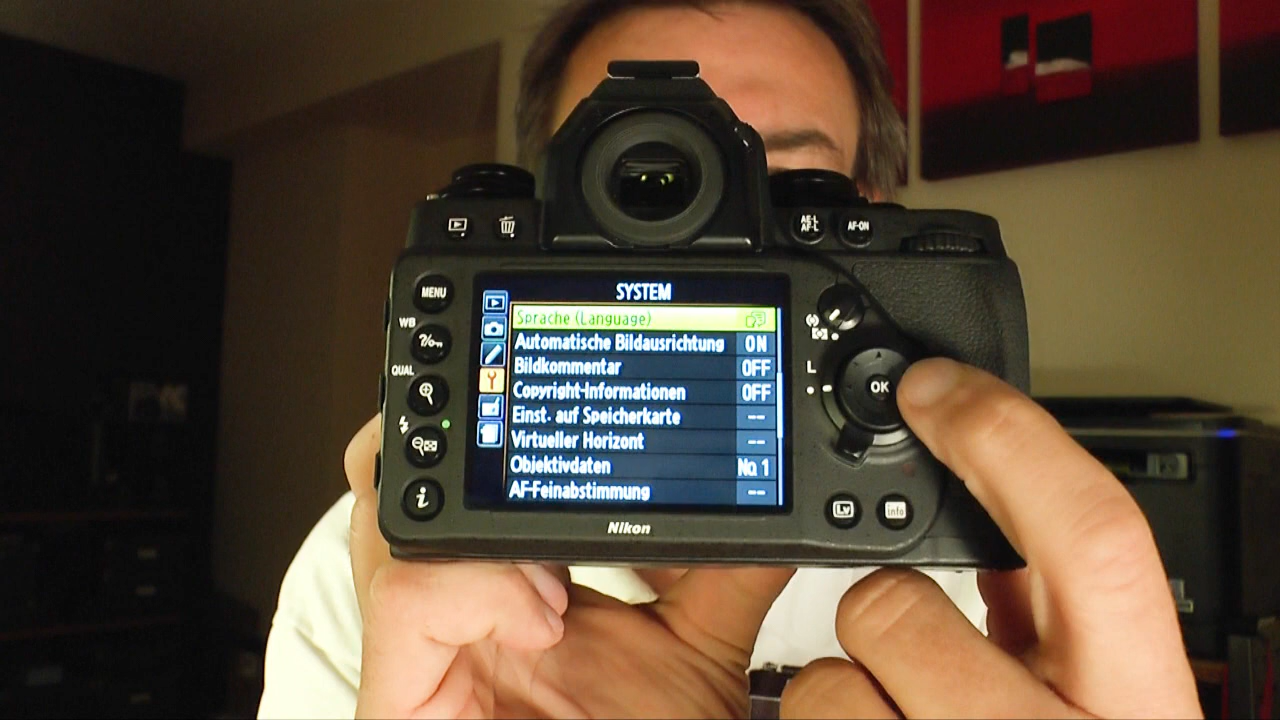 AE-L
AF-L
AF-ON
MENU
WB
?/
QUAL
i
SYSTEM
Sprache (Language)
Automatische Bildausrichtung ON
Bildkommentar OFF
Copyright-Informationen OFF
Einst. auf Speicherkarte --
Virtueller Horizont --
Objektivdaten No. 1
AF-Feinabstimmung --
L
OK
Lv
info
Nikon